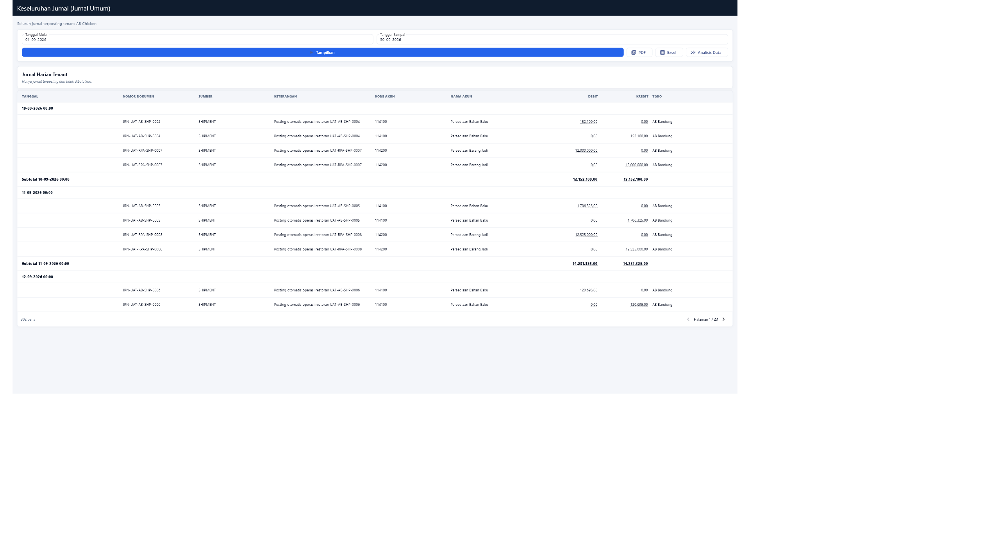 Keseluruhan Jurnal (Jurnal Umum)
Seluruh jurnal terposting tenant AB Chicken.
Tanggal Mulai
01-09-2026
Tanggal Sampai
30-09-2026
Tampilkan PDF Excel Analisis Data
Jurnal Harian Tenant
Hanya jurnal terposting dan tidak dibatalkan.
TANGGAL NOMOR DOKUMEN SUMBER KETERANGAN KODE AKUN NAMA AKUN DEBIT KREDIT TOKO
10-09-2026 00:00
JRN-UAT-AB-SHP-0004 SHIPMENT Posting otomatis operasi restoran UAT-AB-SHP-0004 114100 Persediaan Bahan Baku 152.100,00 0,00 AB Bandung
JRN-UAT-AB-SHP-0004 SHIPMENT Posting otomatis operasi restoran UAT-AB-SHP-0004 114100 Persediaan Bahan Baku 0,00 152.100,00 AB Bandung
JRN-UAT-RPA-SHP-0007 SHIPMENT Posting otomatis operasi restoran UAT-RPA-SHP-0007 114200 Persediaan Barang Jadi 12.000.000,00 0,00 AB Bandung
JRN-UAT-RPA-SHP-0007 SHIPMENT Posting otomatis operasi restoran UAT-RPA-SHP-0007 114200 Persediaan Barang Jadi 0,00 12.000.000,00 AB Bandung
Subtotal 10-09-2026 00:00 12.152.100,00 12.152.100,00
11-09-2026 00:00
JRN-UAT-AB-SHP-0005 SHIPMENT Posting otomatis operasi restoran UAT-AB-SHP-0005 114100 Persediaan Bahan Baku 1.706.325,00 0,00 AB Bandung
JRN-UAT-AB-SHP-0005 SHIPMENT Posting otomatis operasi restoran UAT-AB-SHP-0005 114100 Persediaan Bahan Baku 0,00 1.706.325,00 AB Bandung
JRN-UAT-RPA-SHP-0008 SHIPMENT Posting otomatis operasi restoran UAT-RPA-SHP-0008 114200 Persediaan Barang Jadi 12.525.000,00 0,00 AB Bandung
JRN-UAT-RPA-SHP-0008 SHIPMENT Posting otomatis operasi restoran UAT-RPA-SHP-0008 114200 Persediaan Barang Jadi 0,00 12.525.000,00 AB Bandung
Subtotal 11-09-2026 00:00 14.231.325,00 14.231.325,00
12-09-2026 00:00
JRN-UAT-AB-SHP-0006 SHIPMENT Posting otomatis operasi restoran UAT-AB-SHP-0006 114100 Persediaan Bahan Baku 120.695,00 0,00 AB Bandung
JRN-UAT-AB-SHP-0006 SHIPMENT Posting otomatis operasi restoran UAT-AB-SHP-0006 114100 Persediaan Bahan Baku 0,00 120.695,00 AB Bandung
302 baris Halaman 1 / 23